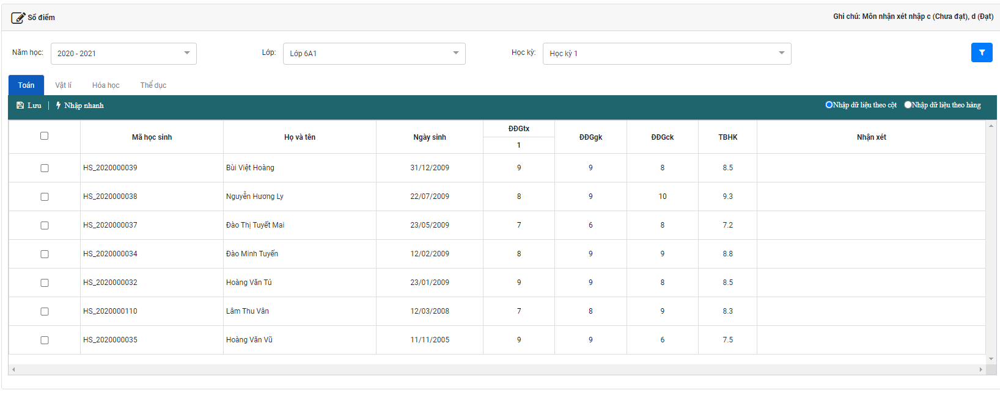 Sổ điểm
Ghi chú: Môn nhận xét nhập c (Chưa đạt), d (Đạt)
Năm học: 2020 - 2021 Lớp: Lớp 6A1 Học kỳ: Học kỳ 1
Toán Vật lí Hóa học Thể dục
Lưu | Nhập nhanh Nhập dữ liệu theo cột Nhập dữ liệu theo hàng
Mã học sinh Họ và tên Ngày sinh ĐĐGtx ĐĐGgk ĐĐGck TBHK Nhận xét
1
HS_2020000039 Bùi Việt Hoàng 31/12/2009 9 9 8 8.5
HS_2020000038 Nguyễn Hương Ly 22/07/2009 8 9 10 9.3
HS_2020000037 Đào Thị Tuyết Mai 23/05/2009 7 6 8 7.2
HS_2020000034 Đào Minh Tuyến 12/02/2009 8 9 9 8.8
HS_2020000032 Hoàng Văn Tú 23/01/2009 9 9 8 8.5
HS_2020000110 Lâm Thu Vân 12/03/2008 7 8 9 8.3
HS_2020000035 Hoàng Văn Vũ 11/11/2005 9 9 6 7.5